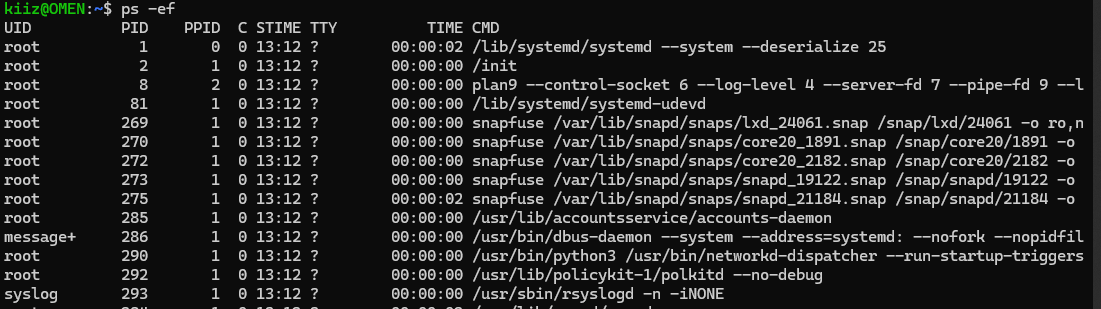 kiiz@OMEN:~$ ps -ef
UID PID PPID C STIME TTY TIME CMD
root 1 0 0 13:12 ? 00:00:02 /lib/systemd/systemd --system --deserialize 25
root 2 1 0 13:12 ? 00:00:00 /init
root 8 2 0 13:12 ? 00:00:00 plan9 --control-socket 6 --log-level 4 --server-fd 7 --pipe-fd 9 --l
root 81 1 0 13:12 ? 00:00:00 /lib/systemd/systemd-udevd
root 269 1 0 13:12 ? 00:00:00 snapfuse /var/lib/snapd/snaps/lxd_24061.snap /snap/lxd/24061 -o ro,n
root 270 1 0 13:12 ? 00:00:00 snapfuse /var/lib/snapd/snaps/core20_1891.snap /snap/core20/1891 -o
root 272 1 0 13:12 ? 00:00:00 snapfuse /var/lib/snapd/snaps/core20_2182.snap /snap/core20/2182 -o
root 273 1 0 13:12 ? 00:00:00 snapfuse /var/lib/snapd/snaps/snapd_19122.snap /snap/snapd/19122 -o
root 275 1 0 13:12 ? 00:00:02 snapfuse /var/lib/snapd/snaps/snapd_21184.snap /snap/snapd/21184 -o
root 285 1 0 13:12 ? 00:00:00 /usr/lib/accountsservice/accounts-daemon
message+ 286 1 0 13:12 ? 00:00:00 /usr/bin/dbus-daemon --system --address=systemd: --nofork --nopidfil
root 290 1 0 13:12 ? 00:00:00 /usr/bin/python3 /usr/bin/networkd-dispatcher --run-startup-triggers
root 292 1 0 13:12 ? 00:00:00 /usr/lib/policykit-1/polkitd --no-debug
syslog 293 1 0 13:12 ? 00:00:00 /usr/sbin/rsyslogd -n -iNONE